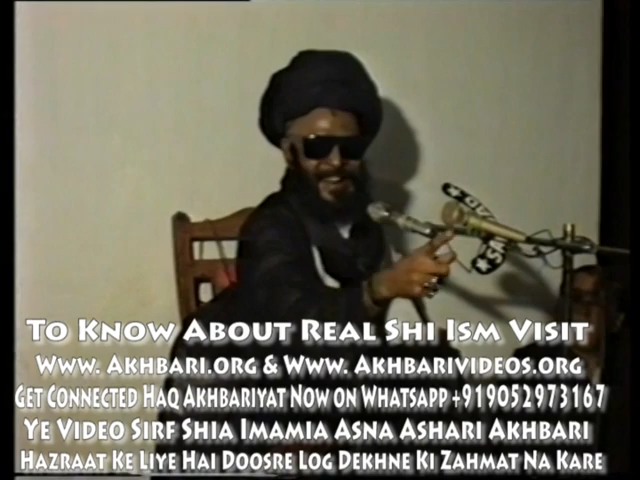 To Know About Real Shi Ism Visit
Www. Akhbari.org & Www. Akhbarivideos.org
Get Connected Haq Akhbariyat Now on Whatsapp +919052973167
Ye Video Sirf Shia Imamia Asna Ashari Akhbari
Hazraat Ke Liye Hai Doosre Log Dekhne Ki Zahmat Na Kare